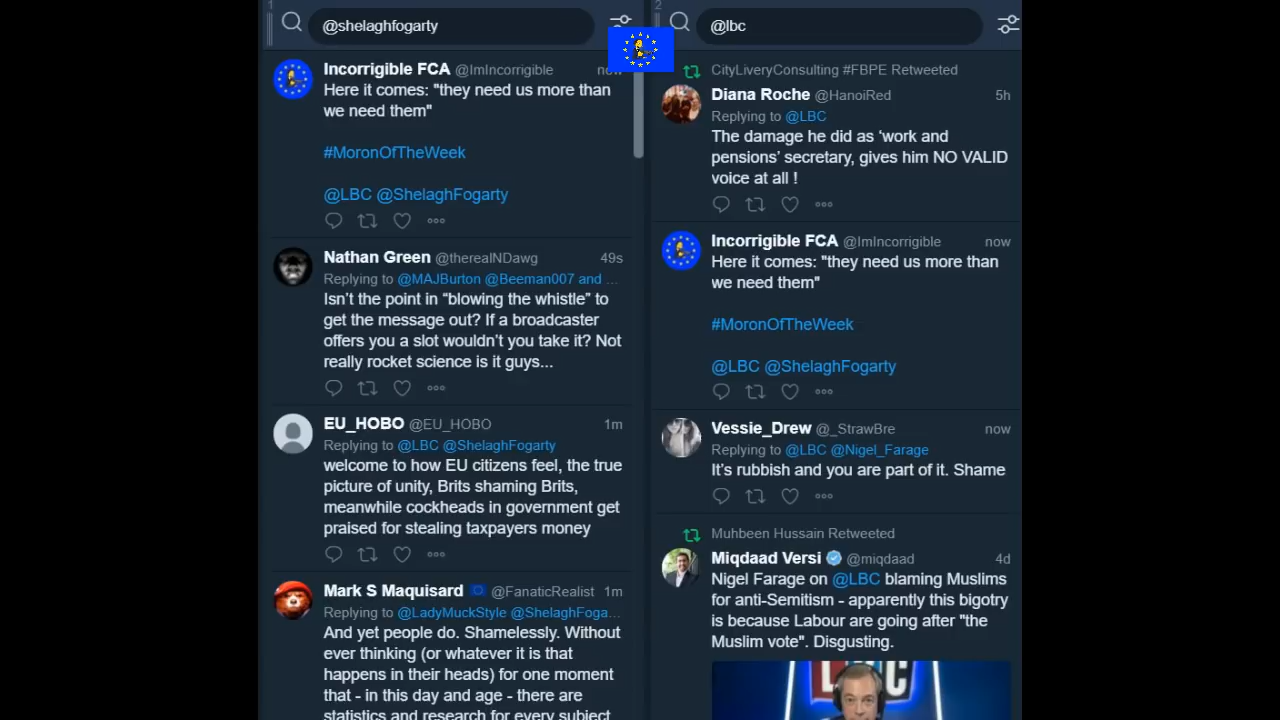 1
@shelaghfogarty
Incorrigible FCA @ImIncorrigible now
Here it comes: "they need us more than
we need them"
#MoronOfTheWeek
@LBC @ShelaghFogarty
Nathan Green @therealNDawg 49s
Replying to @MAJBurton @Beeman007 and ...
Isn’t the point in “blowing the whistle” to
get the message out? If a broadcaster
offers you a slot wouldn’t you take it? Not
really rocket science is it guys...
EU_HOBO @EU_HOBO 1m
Replying to @LBC @ShelaghFogarty
welcome to how EU citizens feel, the true
picture of unity, Brits shaming Brits,
meanwhile cockheads in government get
praised for stealing taxpayers money
Mark S Maquisard @FanaticRealist 1m
Replying to @LadyMuckStyle @ShelaghFoga...
And yet people do. Shamelessly. Without
ever thinking (or whatever it is that
happens in their heads) for one moment
that - in this day and age - there are
statistics and research for every subject
2
@lbc
CityLiveryConsulting #FBPE Retweeted
Diana Roche @HanoiRed 5h
Replying to @LBC
The damage he did as ‘work and
pensions’ secretary, gives him NO VALID
voice at all !
Incorrigible FCA @ImIncorrigible now
Here it comes: "they need us more than
we need them"
#MoronOfTheWeek
@LBC @ShelaghFogarty
Vessie_Drew @_StrawBre now
Replying to @LBC @Nigel_Farage
It’s rubbish and you are part of it. Shame
Muhbeen Hussain Retweeted
Miqdaad Versi @miqdaad 4d
Nigel Farage on @LBC blaming Muslims
for anti-Semitism - apparently this bigotry
is because Labour are going after "the
Muslim vote". Disgusting.
LBC